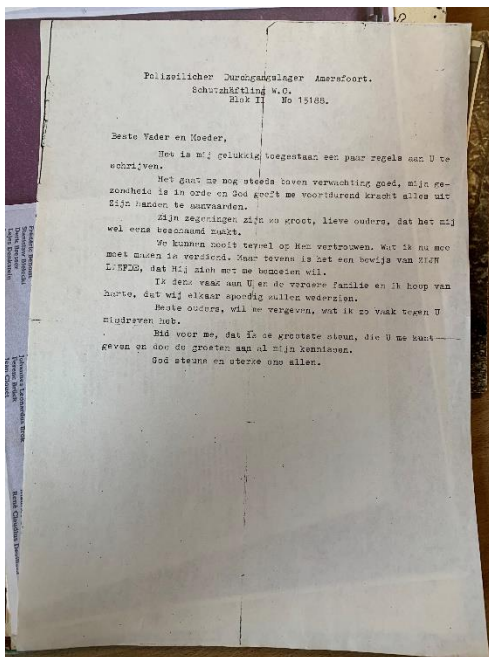 Polizeilicher Durchgangslager Amersfoort.
Schutzhäftling W.C.
Blok II No 15188.
Beste Vader en Moeder,
Het is mij gelukkig toegestaan een paar regels aan U te
schrijven.
Het gaat me nog steeds boven verwachting goed, mijn ge-
zondheid is in orde en God geeft me voortdurend kracht alles uit
Zijn handen te aanvaarden.
Zijn zegeningen zijn zo groot, lieve ouders, dat het mij
wel eens beschaamd maakt.
We kunnen nooit teveel op Hem vertrouwen. Wat ik nu mee
moet maken is verdiend. Maar tevens is het een bewijs van ZIJN
LIEFDE, dat Hij zich met me bemoeien wil.
Ik denk vaak aan U en de verdere familie en ik hoop van
harte, dat wij elkaar spoedig zullen wederzien.
Beste ouders, wil me vergeven, wat ik zo vaak tegen U
misdreven heb.
Bid voor me, dat is de grootste steun, die U me kunt
geven en doe de groeten aan al mijn kennissen.
God steune en sterke ons allen.
Johannes Leonardus Brok
Ferenc Brück
Jean Cloudt